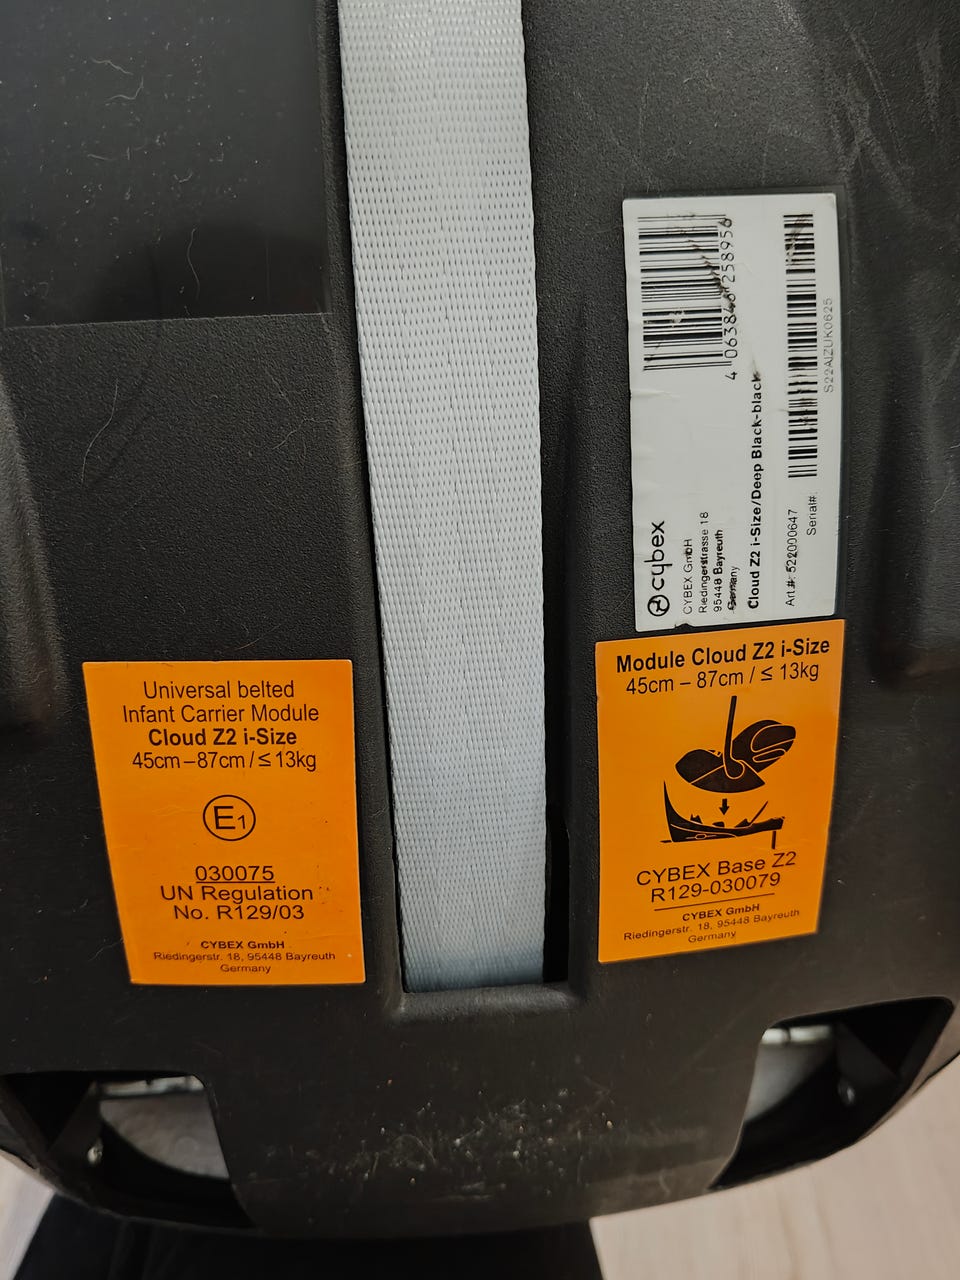 4 063846 258956
S22AIZUK0625
cybex
CYBEX GmbH
Riedingerstrasse 18
95448 Bayreuth
Germany
Cloud Z2 i-Size/Deep Black-black
Art.#: 522000647
Serial#:
Universal belted
Infant Carrier Module
Cloud Z2 i-Size
45cm – 87cm / ≤ 13kg
E1
030075
UN Regulation
No. R129/03
CYBEX GmbH
Riedingerstr. 18, 95448 Bayreuth
Germany
Module Cloud Z2 i-Size
45cm – 87cm / ≤ 13kg
CYBEX Base Z2
R129-030079
CYBEX GmbH
Riedingerstr. 18, 95448 Bayreuth
Germany